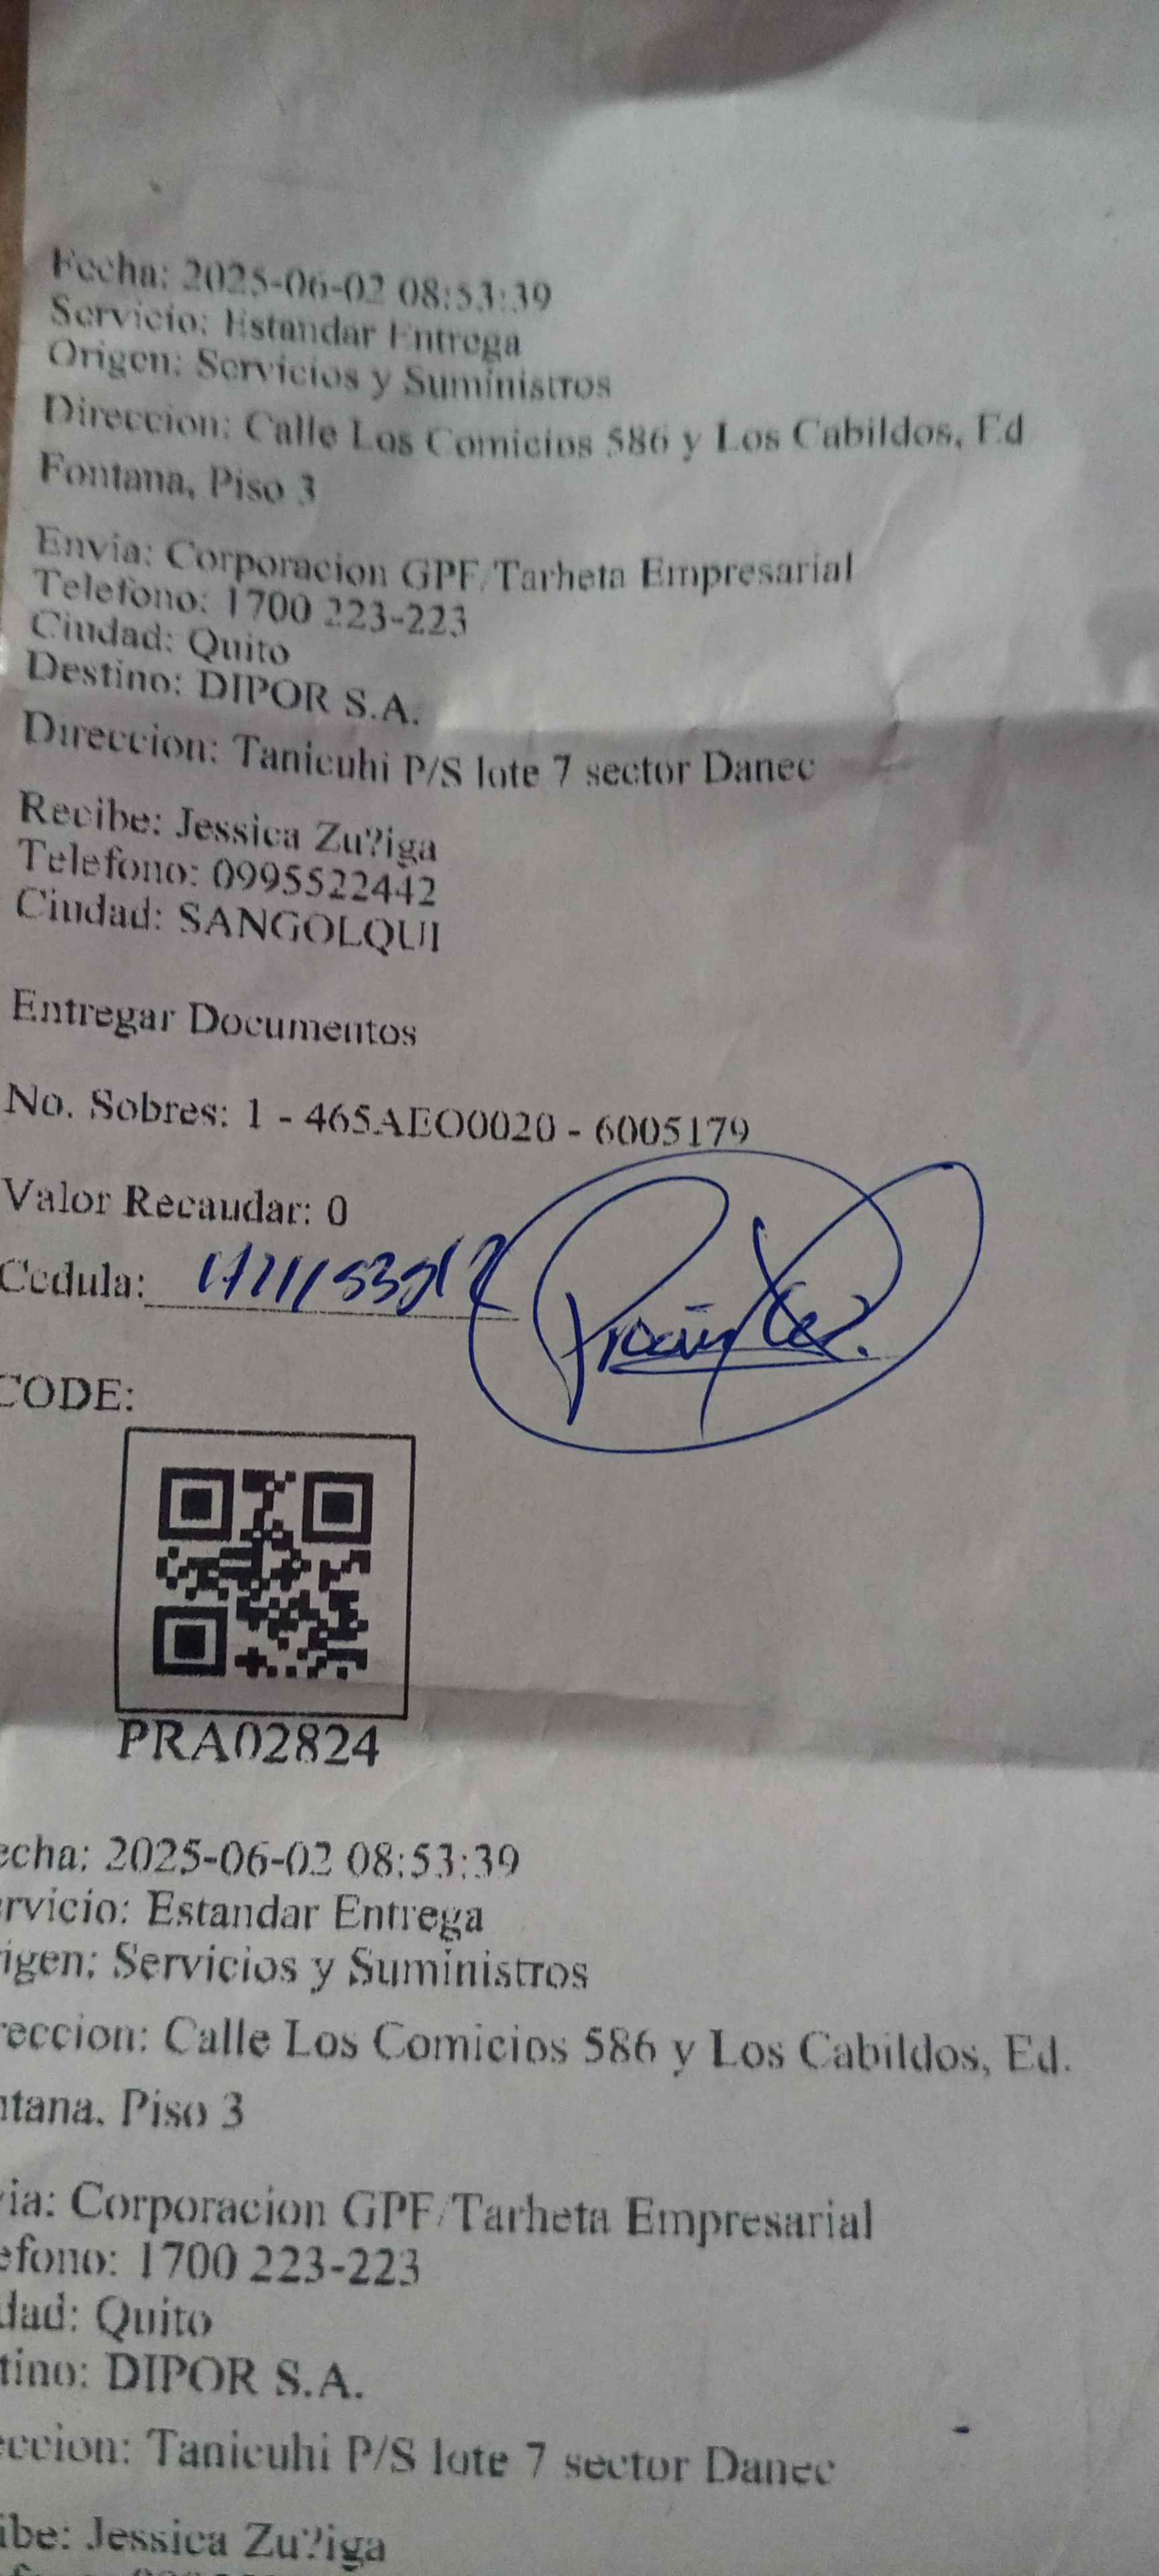 Fecha: 2025-06-02 08:53:39
Servicio: Estandar Entrega
Origen: Servicios y Suministros
Direccion: Calle Los Comicios 586 y Los Cabildos, Ed
Fontana, Piso 3
Envia: Corporacion GPF/Tarheta Empresarial
Telefono: 1700 223-223
Ciudad: Quito
Destino: DIPOR S.A.
Direccion: Tanicuhi P/S lote 7 sector Danec
Recibe: Jessica Zu?iga
Telefono: 0995522442
Ciudad: SANGOLQUI
Entregar Documentos
No. Sobres: 1 - 465AEO0020 - 6005179
Valor Recaudar: 0
Cedula:
CODE:
PRA02824
echa: 2025-06-02 08:53:39
rvicio: Estandar Entrega
igen: Servicios y Suministros
reccion: Calle Los Comicios 586 y Los Cabildos, Ed.
ntana. Piso 3
via: Corporacion GPF/Tarheta Empresarial
efono: 1700 223-223
dad: Quito
tino: DIPOR S.A.
eccion: Tanicuhi P/S lote 7 sector Danec
ibe: Jessica Zu?iga